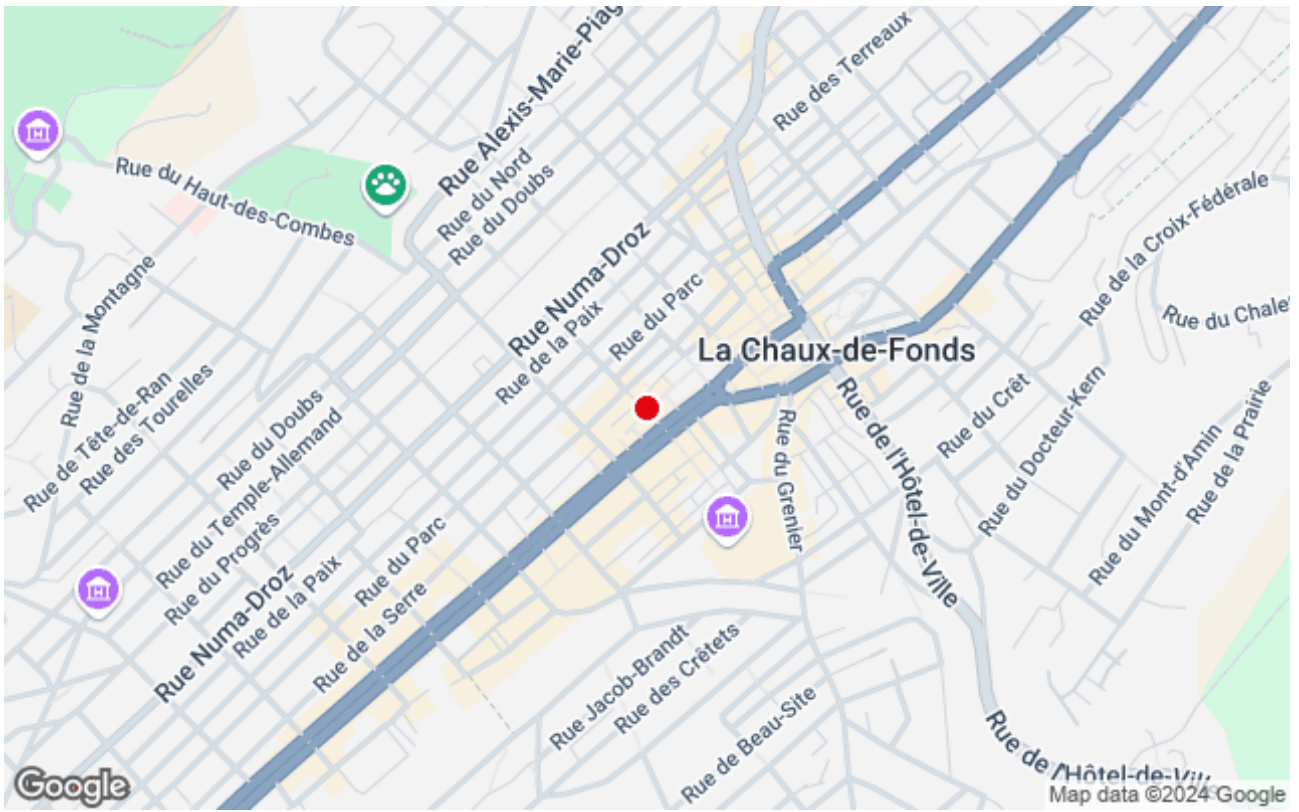 Rue Alexis-Marie-Piag
Rue des Terreaux
Rue du Nord
Rue du Haut-des-Combes
Rue du Doubs
Rue de la Croix-Fédérale
Rue Numa-Droz
Rue de la Montagne
Rue du Parc
Rue du Chale
Rue de la Paix
La Chaux-de-Fonds
Rue de Tête-de-Ran
Rue des Tourelles
Rue du Doubs
Rue du Crêt
Rue du Docteur-Kern
Rue de l'Hôtel-de-Ville
Rue du Temple-Allemand
Rue du Grenier
Rue du Mont-d'Amin
Rue de la Prairie
Rue du Progrès
Rue du Parc
Rue Numa-Droz
Rue de la Paix
Rue de la Serre
Rue Jacob-Brandt
Rue des Crêtets
Rue de Beau-Site
Rue de l'Hôtel-de-Vill
Google
Map data ©2024 Google